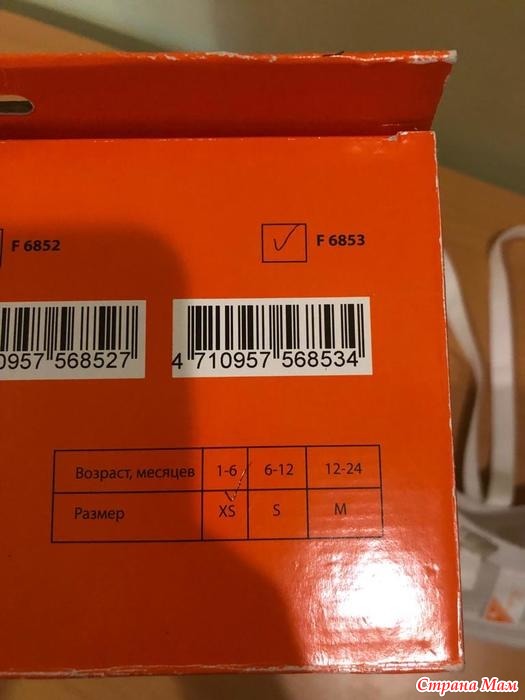 F 6852
F 6853
0957 568527
4 710957 568534
Возраст, месяцев 1-6 6-12 12-24
Размер XS S M
Страна Мам